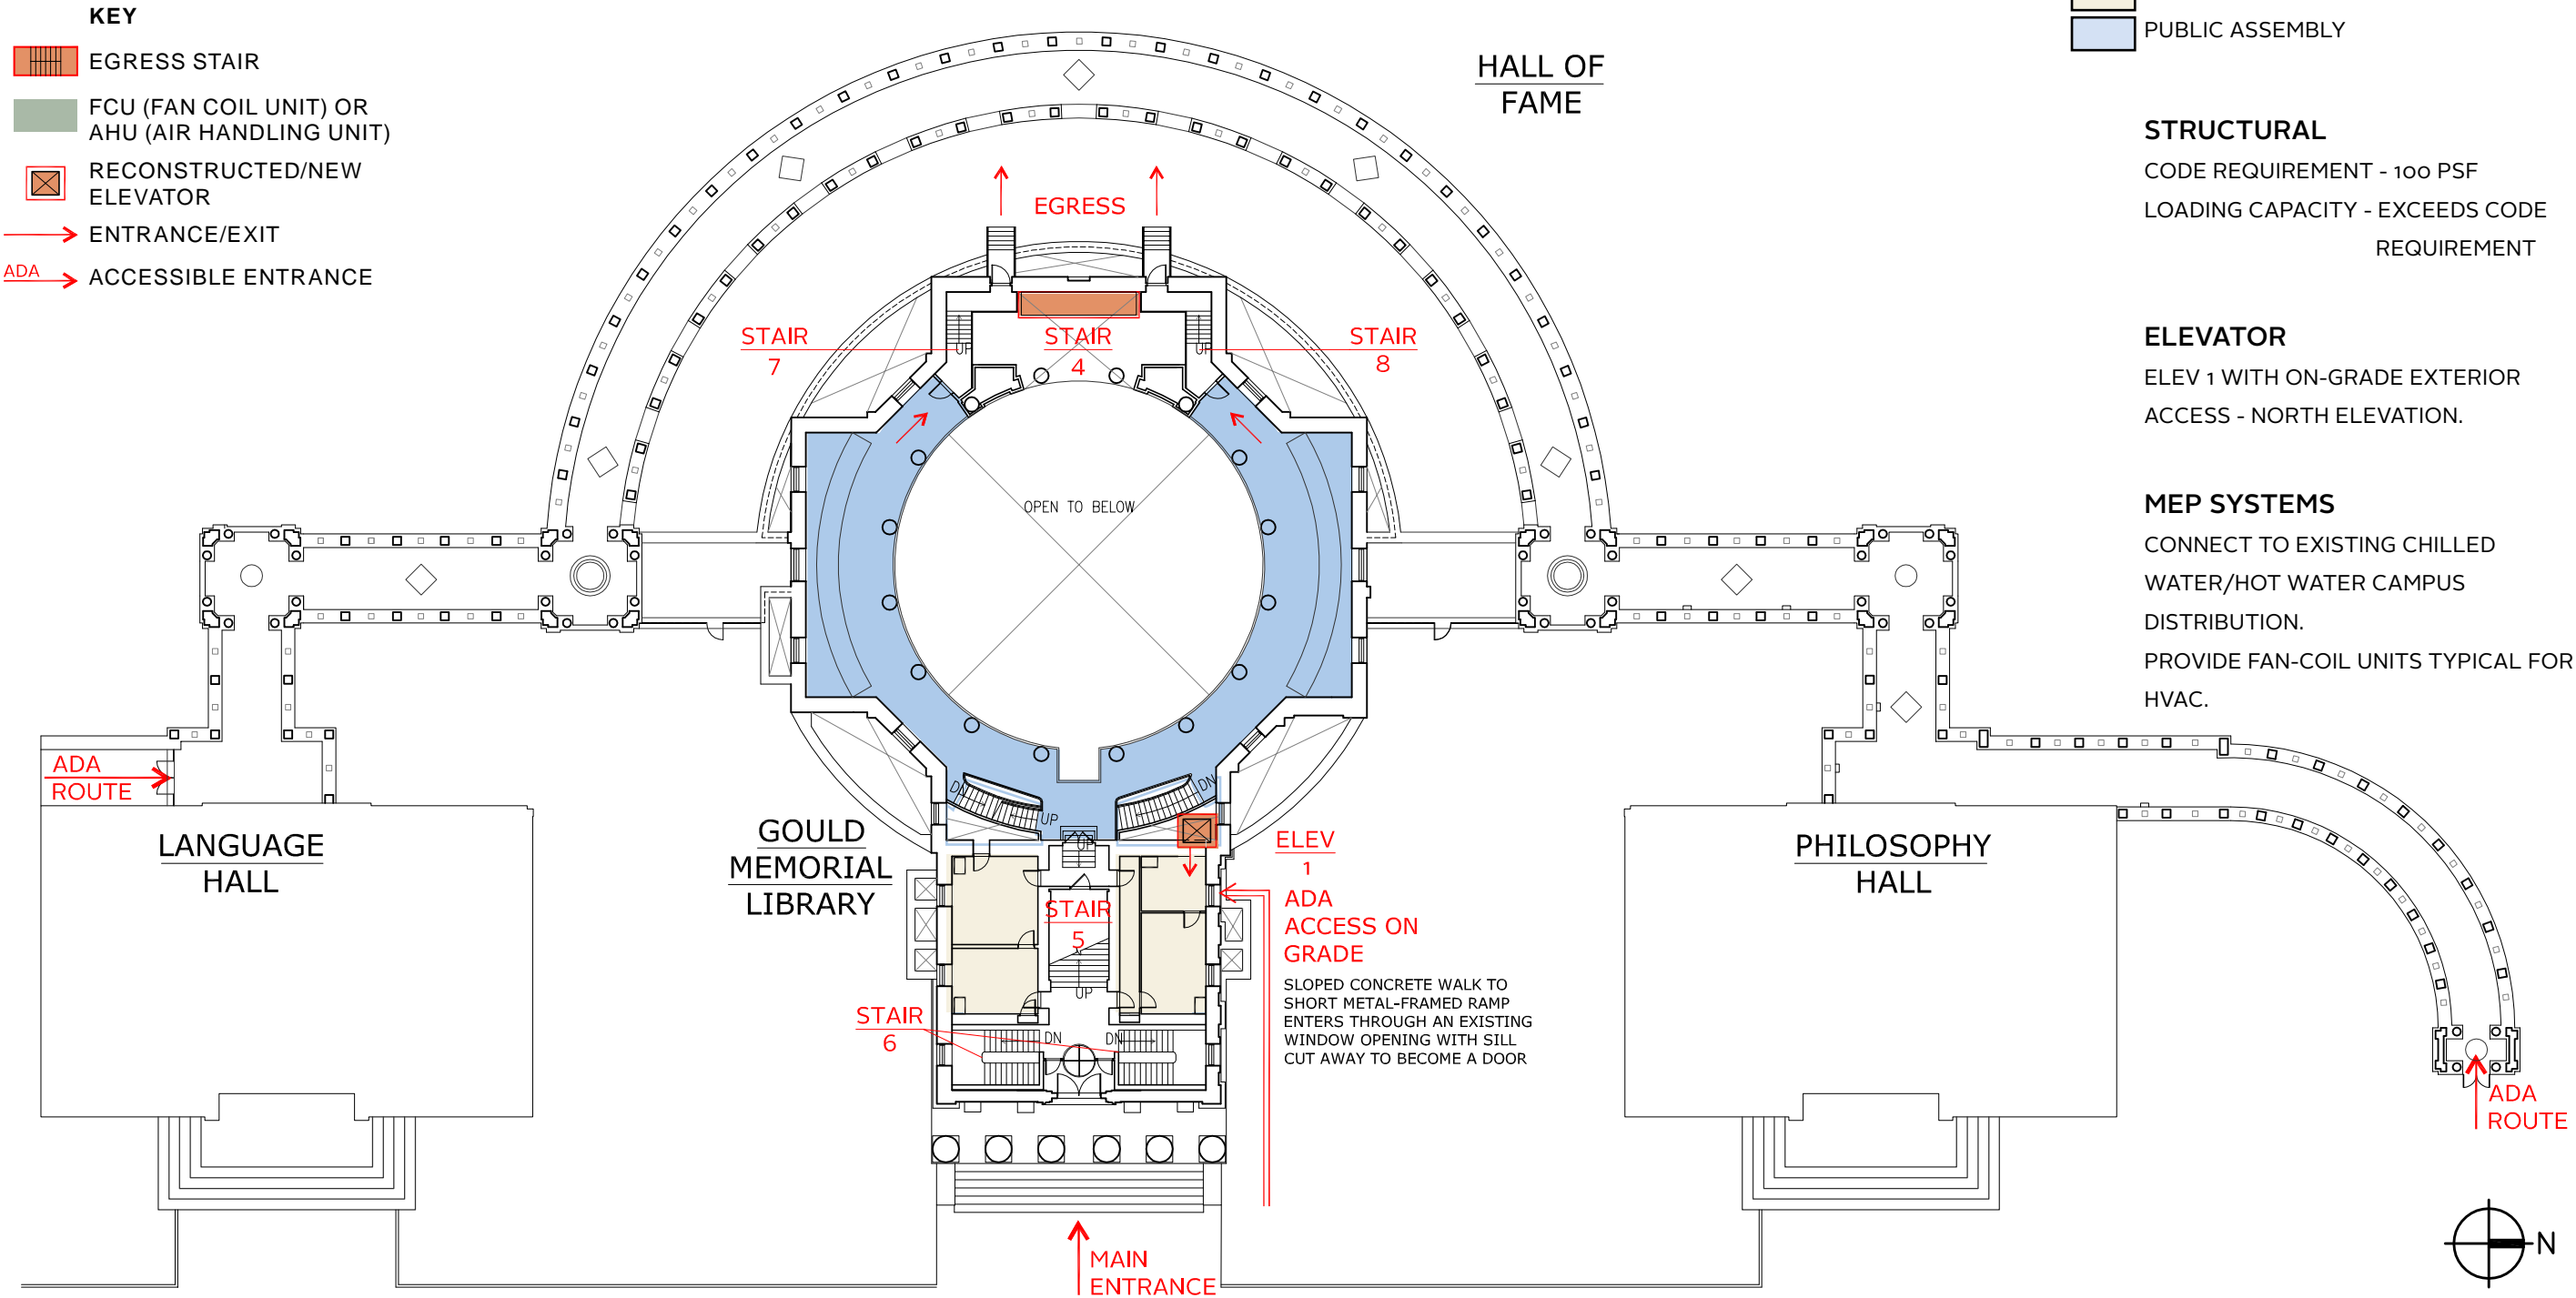 KEY
EGRESS STAIR
FCU (FAN COIL UNIT) OR
AHU (AIR HANDLING UNIT)
RECONSTRUCTED/NEW
ELEVATOR
ENTRANCE/EXIT
ADA
ACCESSIBLE ENTRANCE
HALL OF
FAME
PUBLIC ASSEMBLY
STRUCTURAL
CODE REQUIREMENT - 100 PSF
LOADING CAPACITY - EXCEEDS CODE
REQUIREMENT
ELEVATOR
ELEV 1 WITH ON-GRADE EXTERIOR
ACCESS - NORTH ELEVATION.
MEP SYSTEMS
CONNECT TO EXISTING CHILLED
WATER/HOT WATER CAMPUS
DISTRIBUTION.
PROVIDE FAN-COIL UNITS TYPICAL FOR
HVAC.
EGRESS
STAIR
7
UP
STAIR
4
UP
STAIR
8
OPEN TO BELOW
ADA
ROUTE
LANGUAGE
HALL
GOULD
MEMORIAL
LIBRARY
DN
UP
DN
UP
ELEV
1
ADA
ACCESS ON
GRADE
SLOPED CONCRETE WALK TO
SHORT METAL-FRAMED RAMP
ENTERS THROUGH AN EXISTING
WINDOW OPENING WITH SILL
CUT AWAY TO BECOME A DOOR
STAIR
5
UP
STAIR
6
DN
DN
PHILOSOPHY
HALL
ADA
ROUTE
MAIN
ENTRANCE
N